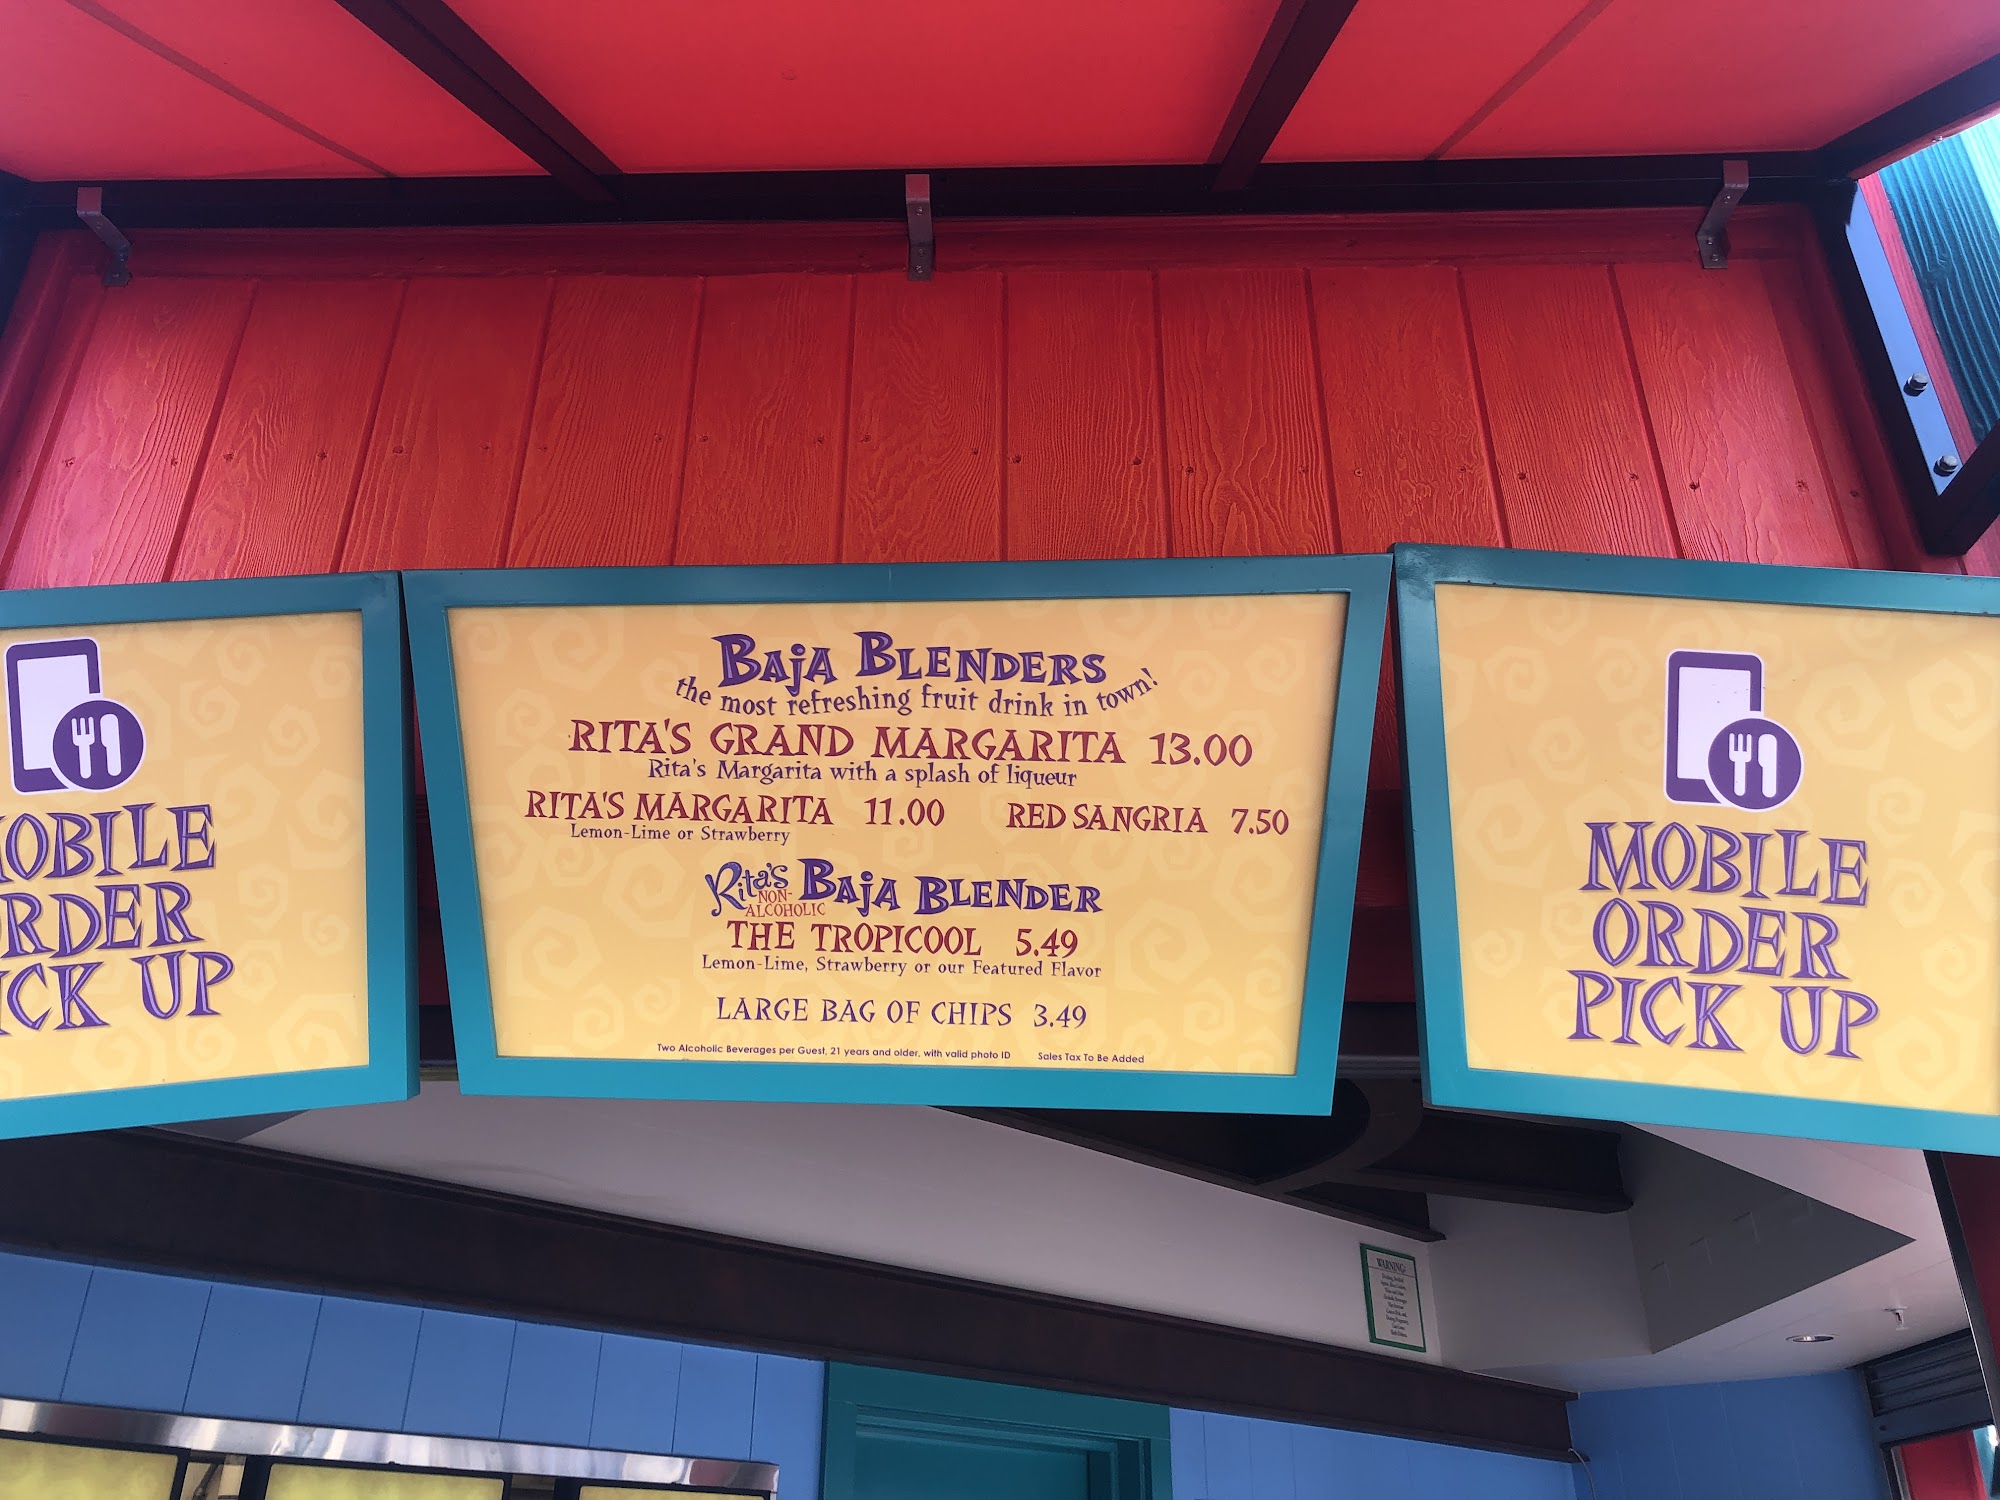 ORDER
UP
BAJA BLENDERS
the most refreshing fruit drink in town!
RITA'S GRAND MARGARITA 13.00
Rita's Margarita with a splash of liqueur
RITA'S MARGARITA 11.00 RED SANGRIA 7.50
Lemon-Lime or Strawberry
Rita's NON-ALCOHOLIC BAJA BLENDER
THE TROPICOOL 5.49
Lemon-Lime, Strawberry or our Featured Flavor
LARGE BAG OF CHIPS 3.49
Two Alcoholic Beverages per Guest, 21 years and older, with valid photo ID Sales Tax To Be Added
MOBILE
ORDER
PICK UP
WARNING: